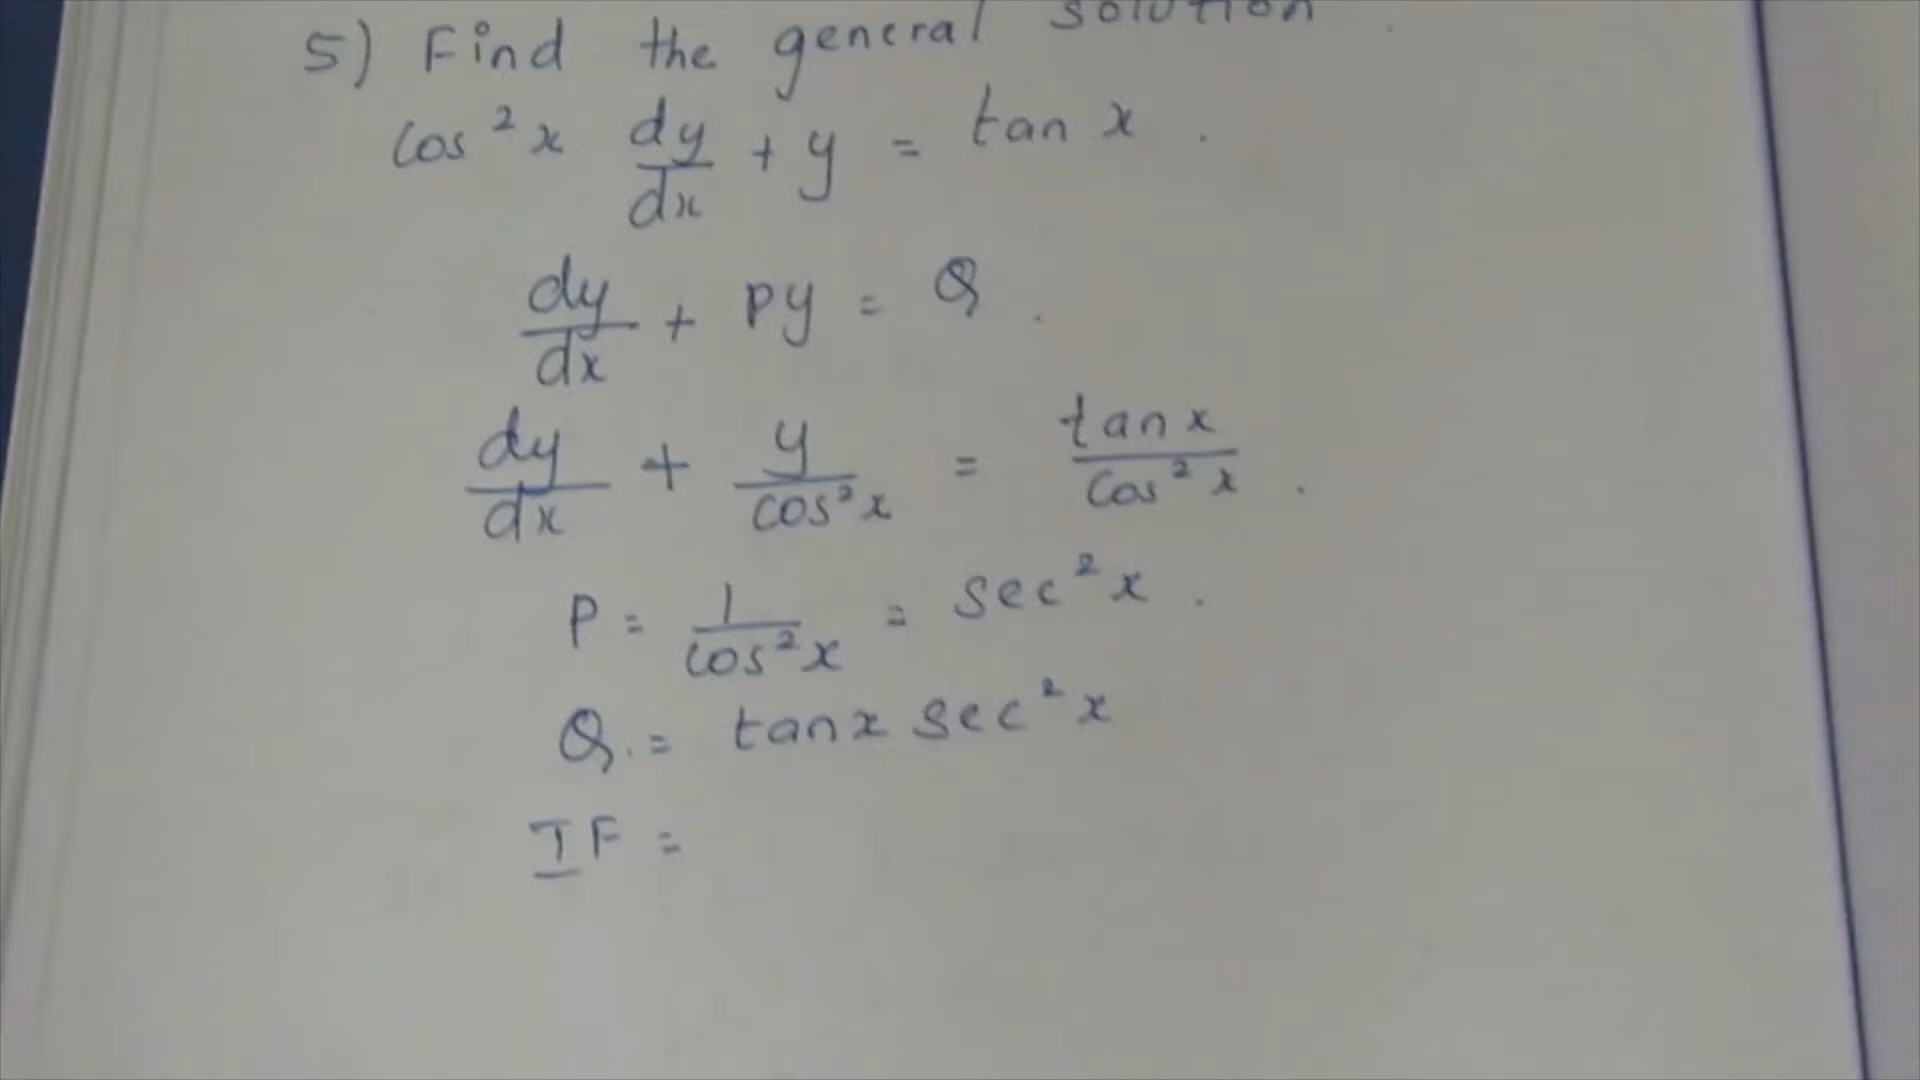 5) Find the general solution.
cos²x dy/dx + y = tan x.
dy/dx + Py = Q.
dy/dx + y/cos²x = tan x/cos²x.
P = 1/cos²x = sec²x.
Q. = tanx sec²x
IF =